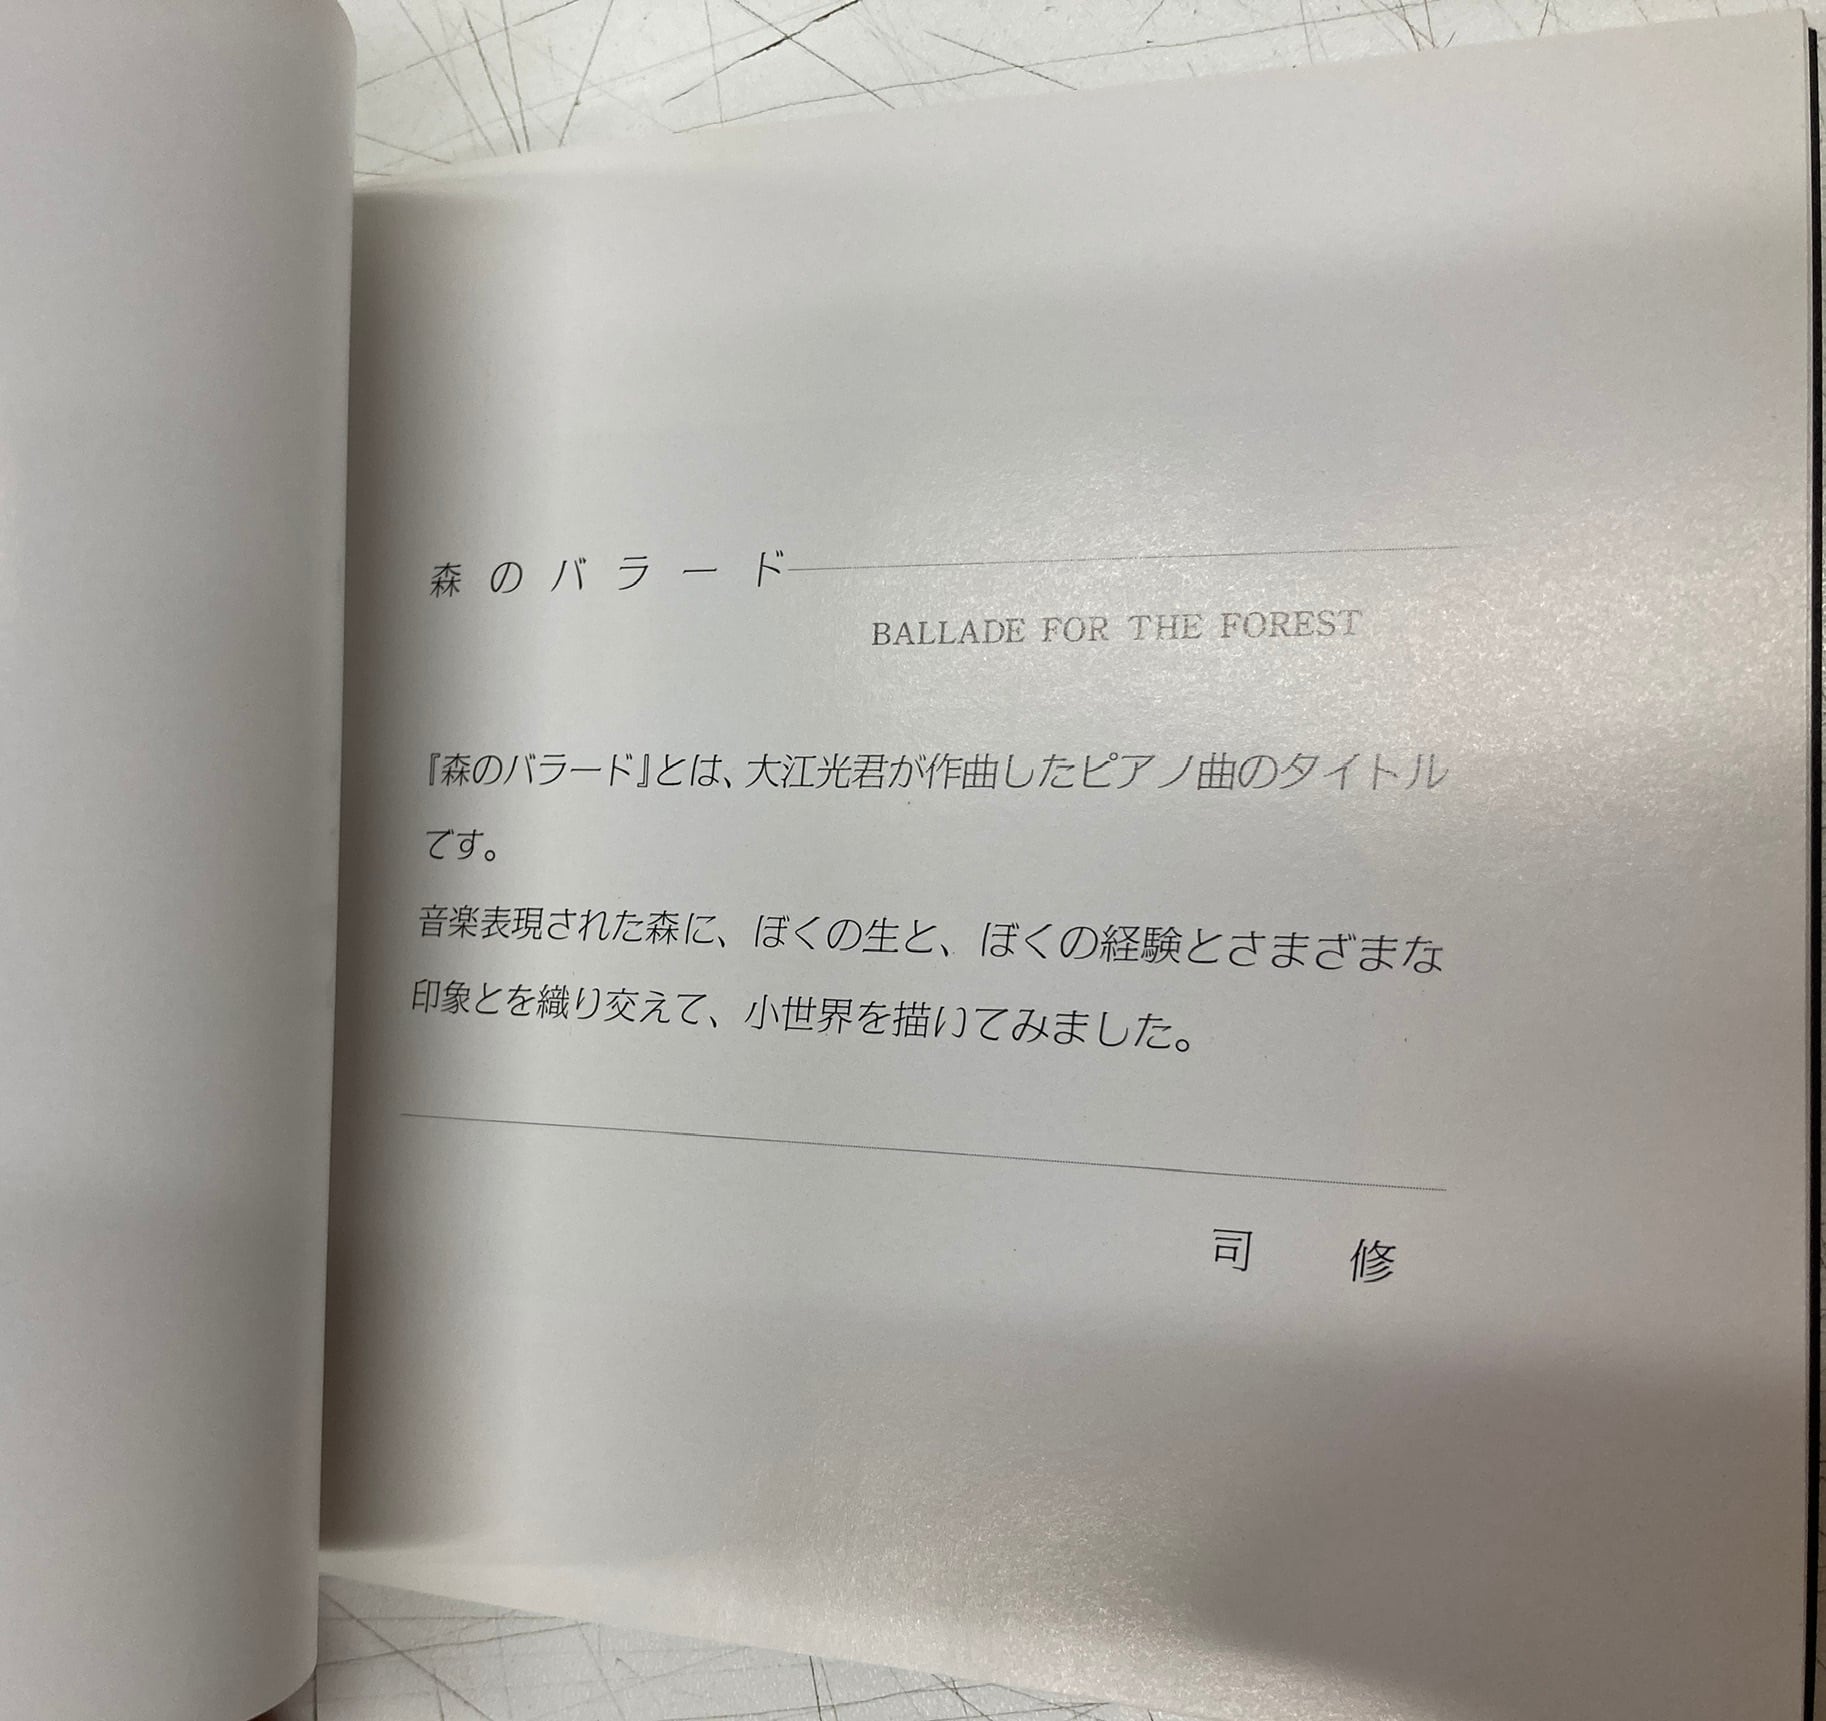 森のバラード
BALLADE FOR THE FOREST
『森のバラード』とは、大江光君が作曲したピアノ曲のタイトル
です。
音楽表現された森に、ぼくの生と、ぼくの経験とさまざまな
印象とを織り交えて、小世界を描いてみました。
司 修